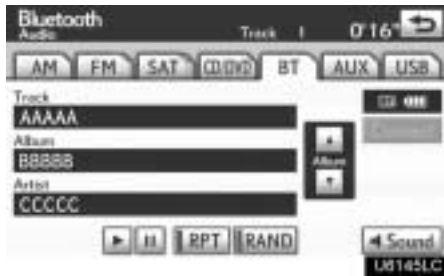 Bluetooth
Audio
Track 1 0'16"
AM FM SAT CD/DVD BT AUX USB
Track
AAAAA
Album
BBBBB
Album
Artist
CCCCC
RPT RAND
Sound
U6145LC